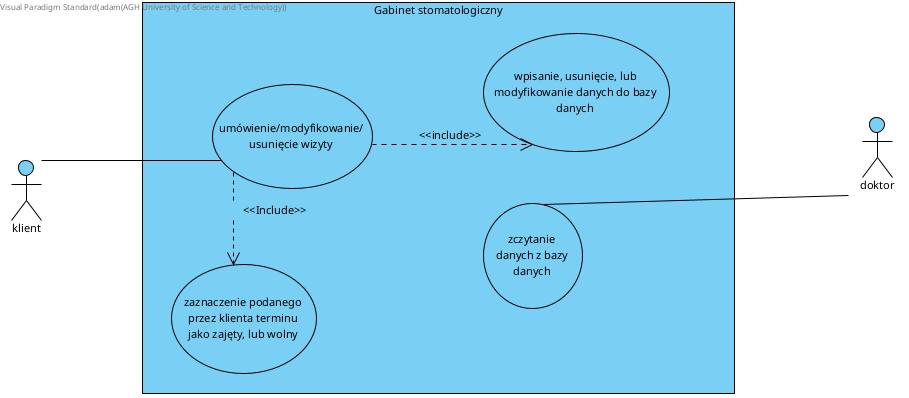 Visual Paradigm Standard(adam(AGH University of Science and Technology))
Gabinet stomatologiczny
wpisanie, usunięcie, lub
modyfikowanie danych do bazy
danych
umówienie/modyfikowanie/
usunięcie wizyty
<<include>>
doktor
klient
<<Include>>
zczytanie
danych z bazy
danych
zaznaczenie podanego
przez klienta terminu
jako zajęty, lub wolny